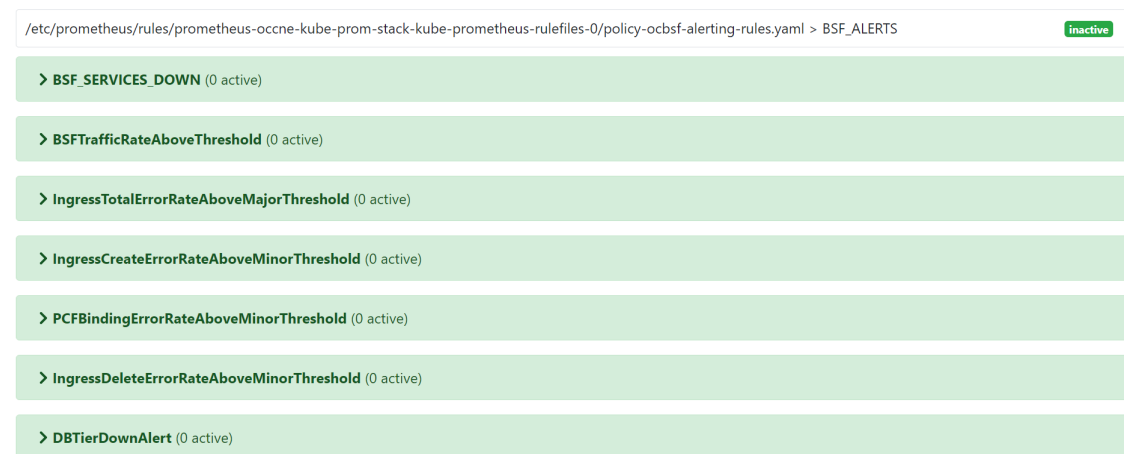 /etc/prometheus/rules/prometheus-occne-kube-prom-stack-kube-prometheus-rulefiles-0/policy-ocbsf-alerting-rules.yaml > BSF_ALERTS inactive
BSF_SERVICES_DOWN (0 active)
BSFTrafficRateAboveThreshold (0 active)
IngressTotalErrorRateAboveMajorThreshold (0 active)
IngressCreateErrorRateAboveMinorThreshold (0 active)
PCFBindingErrorRateAboveMinorThreshold (0 active)
IngressDeleteErrorRateAboveMinorThreshold (0 active)
DBTierDownAlert (0 active)